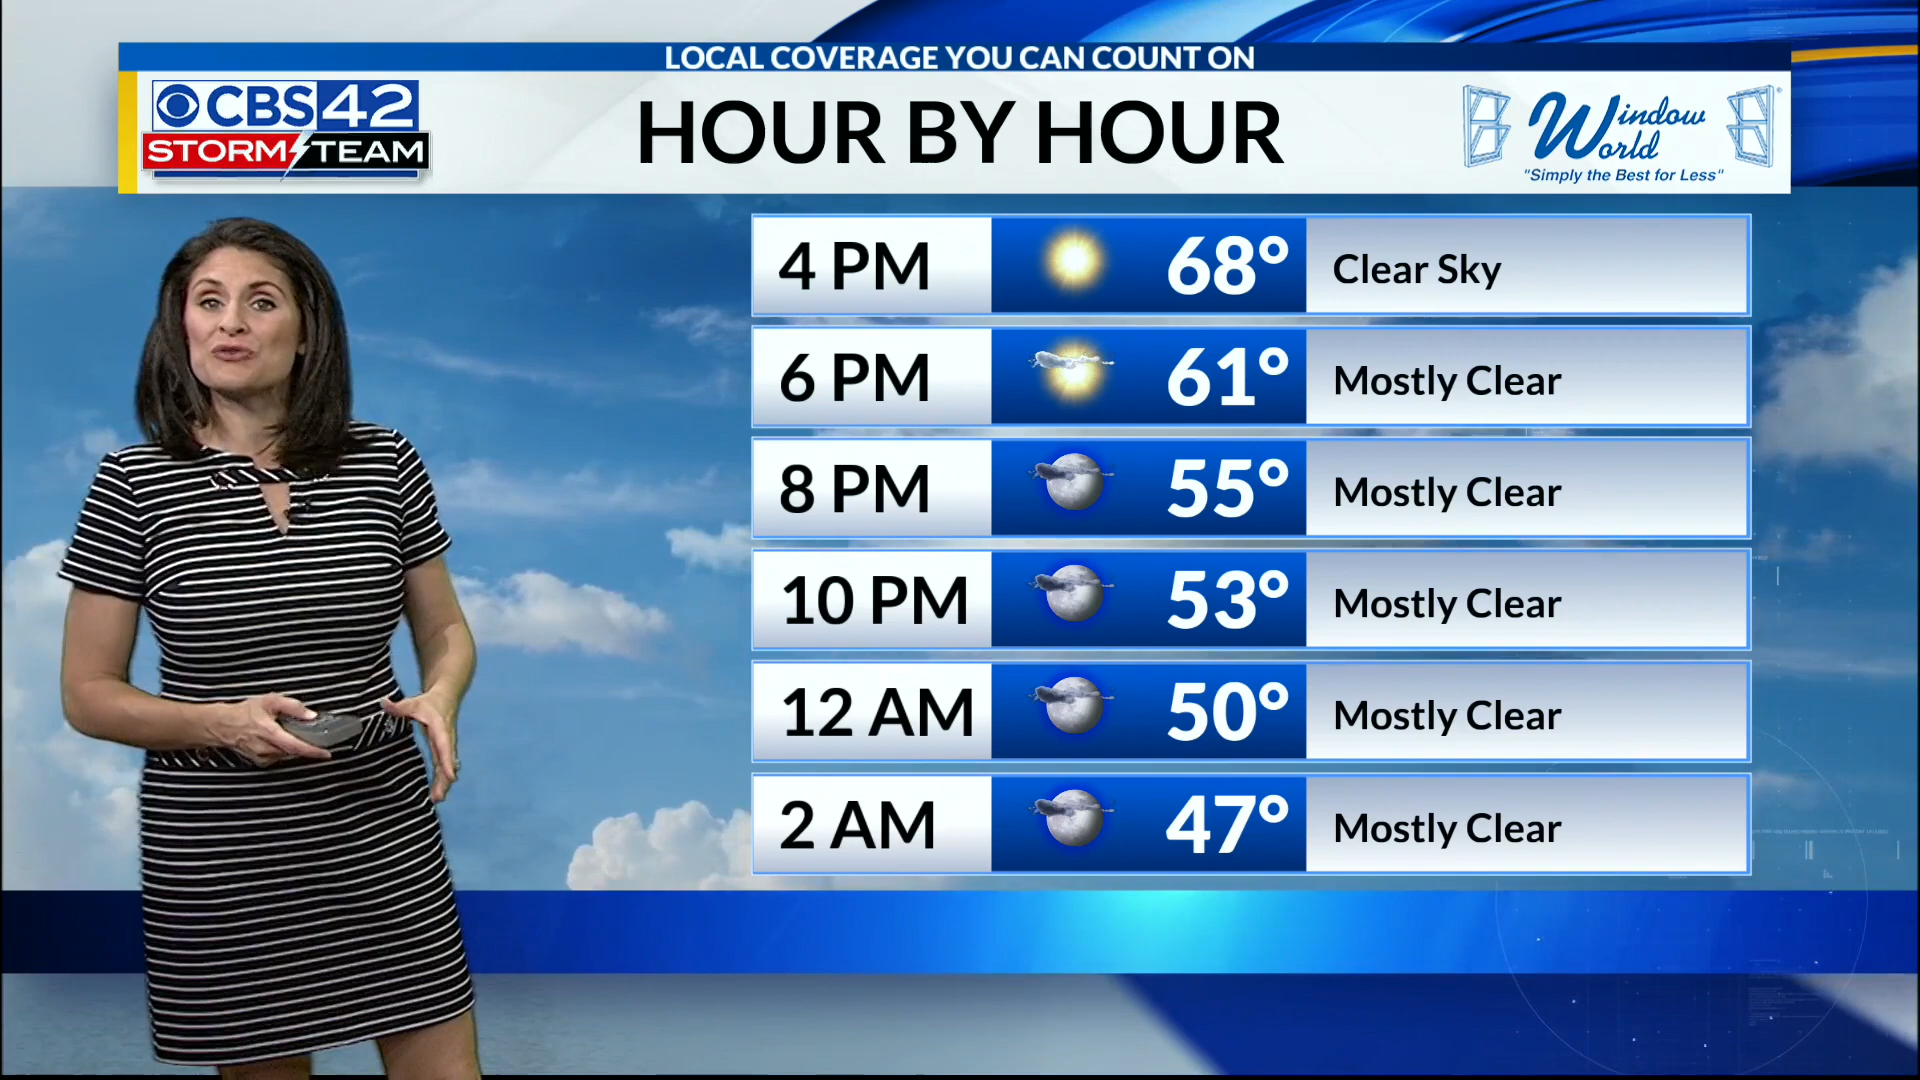 LOCAL COVERAGE YOU CAN COUNT ON
CBS 42
STORM TEAM
HOUR BY HOUR
Window
World
"Simply the Best for Less"
4 PM 68° Clear Sky
6 PM 61° Mostly Clear
8 PM 55° Mostly Clear
10 PM 53° Mostly Clear
12 AM 50° Mostly Clear
2 AM 47° Mostly Clear